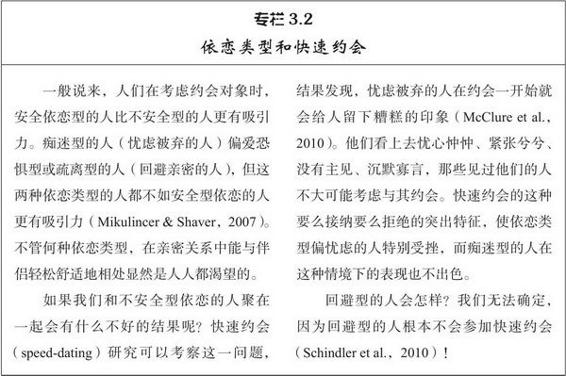 专栏 3.2
依恋类型和快速约会
一般说来，人们在考虑约会对象时，
安全依恋型的人比不安全型的人更有吸引
力。痴迷型的人（忧虑被弃的人）偏爱恐
惧型或疏离型的人（回避亲密的人），但这
两种依恋类型的人都不如安全型依恋的人
更有吸引力（Mikulincer & Shaver，2007）。
不管何种依恋类型，在亲密关系中能与伴
侣轻松舒适地相处显然是人人都渴望的。
如果我们和不安全型依恋的人聚在
一起会有什么不好的结果呢？快速约会
（speed-dating）研究可以考察这一问题，
结果发现，忧虑被弃的人在约会一开始就
会给人留下糟糕的印象（McClure et al.，
2010）。他们看上去忧心忡忡、紧张兮兮、
没有主见、沉默寡言，那些见过他们的人
不大可能考虑与其约会。快速约会的这种
要么接纳要么拒绝的突出特征，使依恋类
型偏忧虑的人特别受挫，而痴迷型的人在
这种情境下的表现也不出色。
回避型的人会怎样？我们无法确定，
因为回避型的人根本不会参加快速约会
（Schindler et al.，2010）！